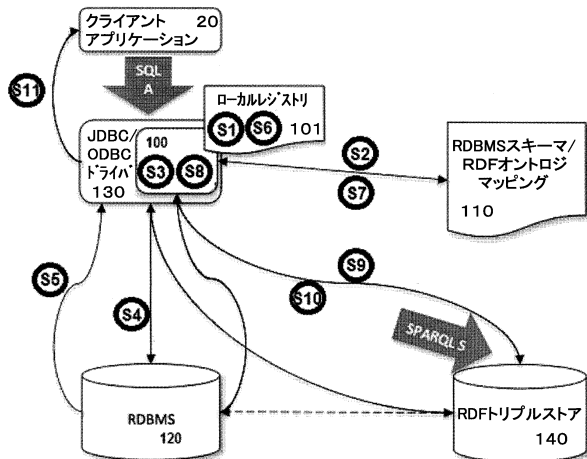 クライアント 20
アプリケーション
SQL
A
S11
ローカルレジストリ
S1 S6 101
JDBC/
ODBC
ドライバ
130
100
S3 S8
S2
S7
RDBMSスキーマ/
RDFオントロジ
マッピング
110
S5
S4
S9
S10
SPARQL S
RDBMS
120
RDFトリプルストア
140